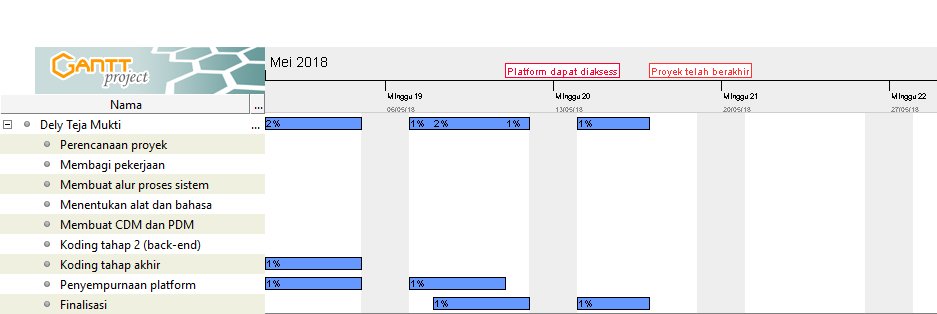 GANTT
project
Mei 2018
Platform dapat diaksess
Proyek telah berakhir
Nama
...
Minggu 19
Minggu 20
Minggu 21
Minggu 22
06/05/18
13/05/18
20/05/18
27/05/18
Dely Teja Mukti
...
2%
1%
2%
1%
1%
Perencanaan proyek
Membagi pekerjaan
Membuat alur proses sistem
Menentukan alat dan bahasa
Membuat CDM dan PDM
Koding tahap 2 (back-end)
Koding tahap akhir
1%
Penyempurnaan platform
1%
1%
Finalisasi
1%
1%